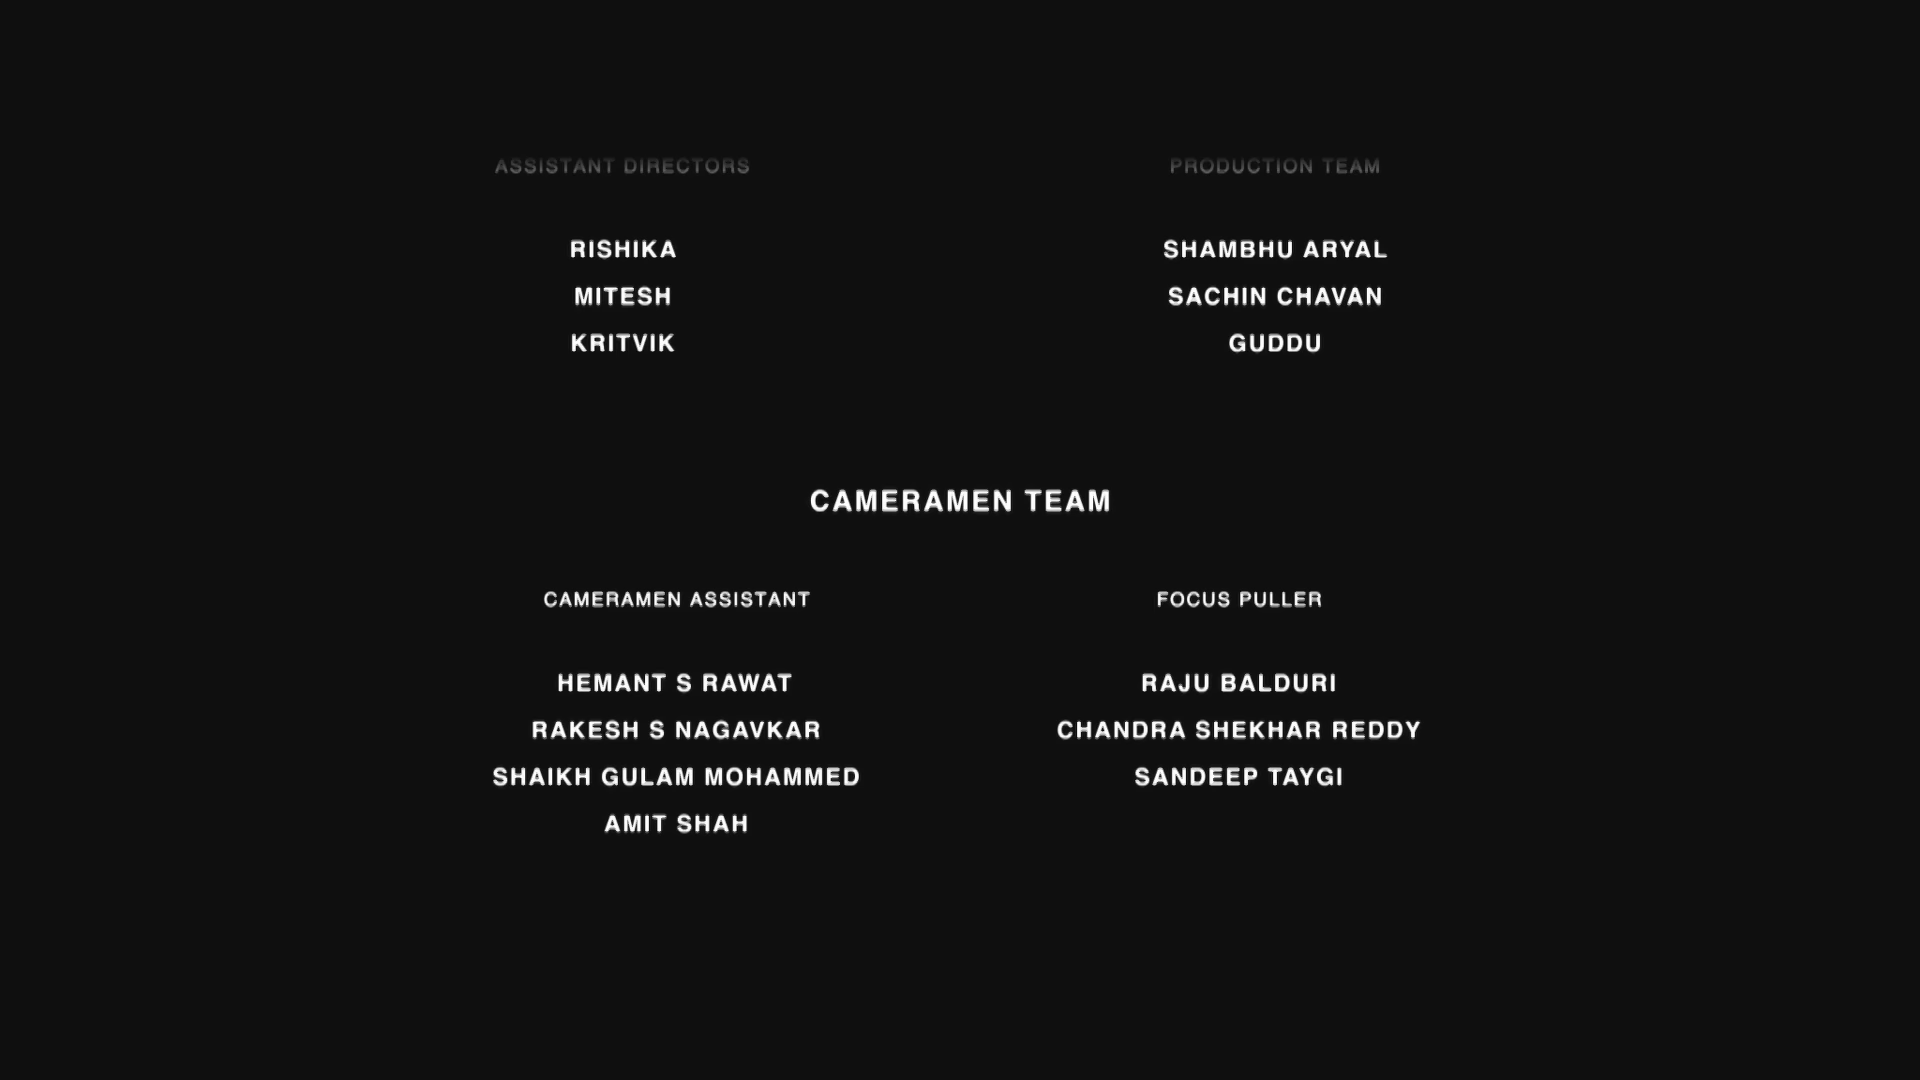 ASSISTANT DIRECTORS
RISHIKA
MITESH
KRITVIK
PRODUCTION TEAM
SHAMBHU ARYAL
SACHIN CHAVAN
GUDDU
CAMERAMEN TEAM
CAMERAMEN ASSISTANT
HEMANT S RAWAT
RAKESH S NAGAVKAR
SHAIKH GULAM MOHAMMED
AMIT SHAH
FOCUS PULLER
RAJU BALDURI
CHANDRA SHEKHAR REDDY
SANDEEP TAYGI